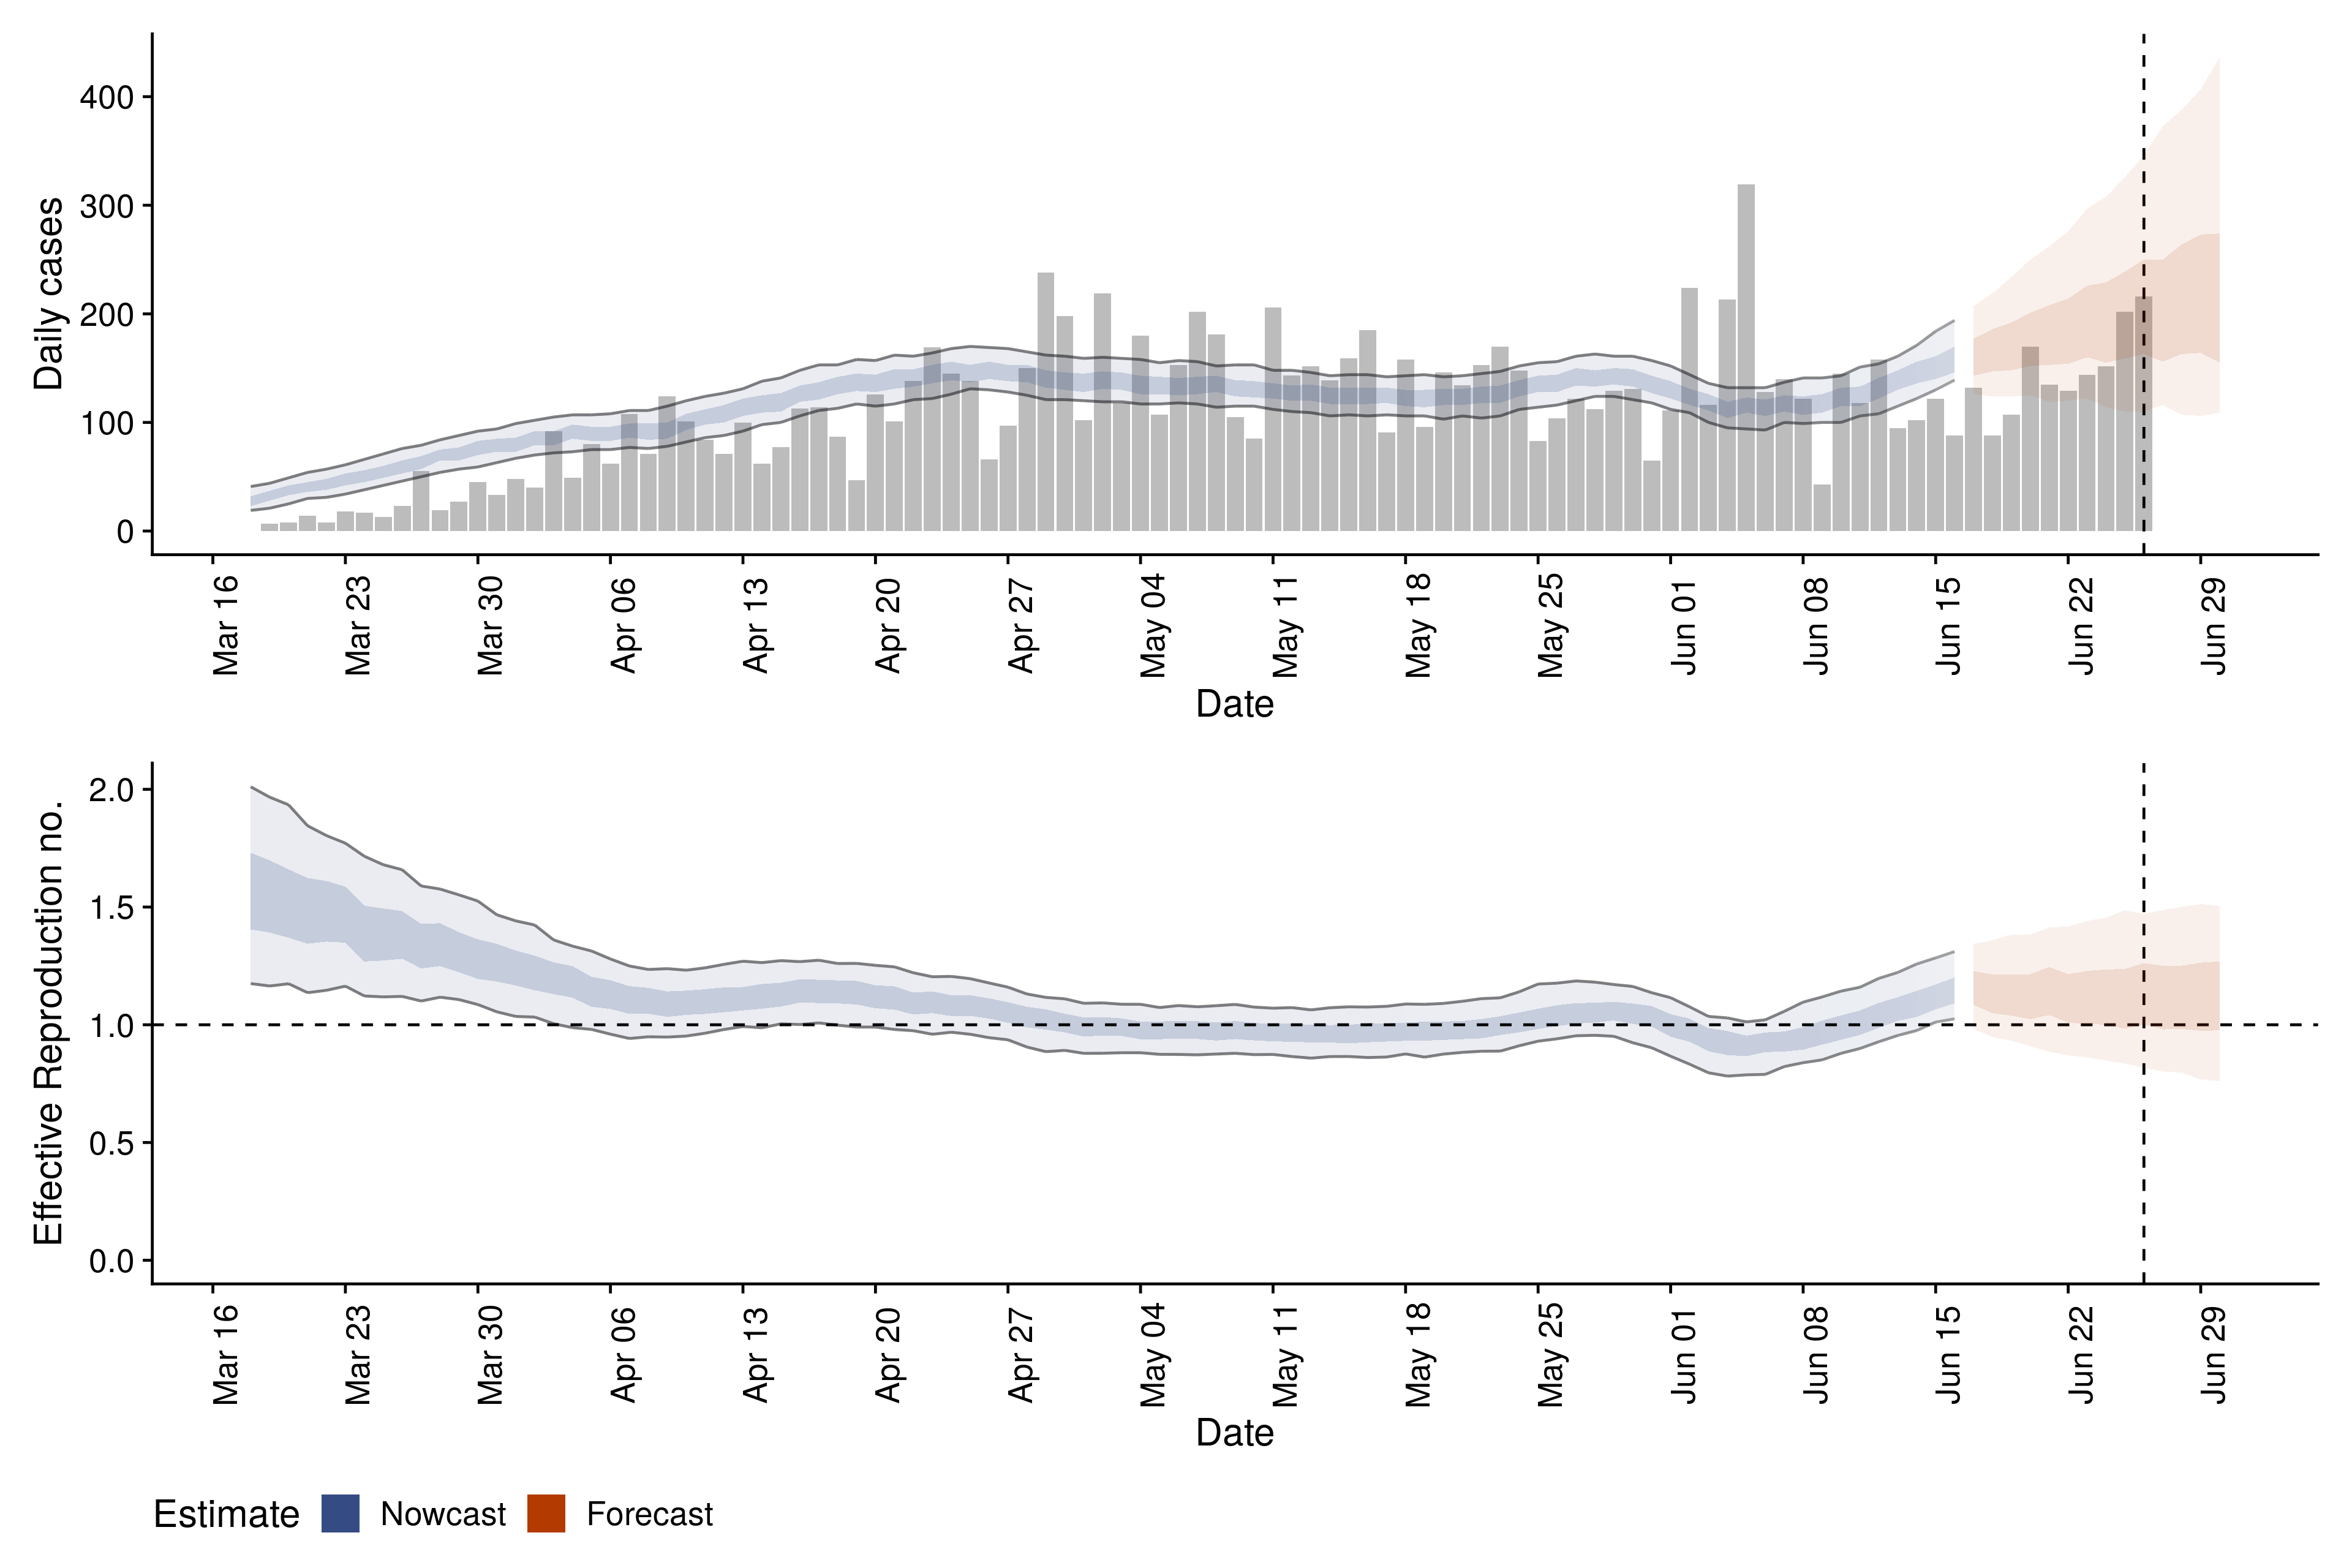 Daily cases
400
300
200
100
0
Mar 16
Mar 23
Mar 30
Apr 06
Apr 13
Apr 20
Apr 27
May 04
May 11
May 18
May 25
Jun 01
Jun 08
Jun 15
Jun 22
Jun 29
Date
Effective Reproduction no.
2.0
1.5
1.0
0.5
0.0
Mar 16
Mar 23
Mar 30
Apr 06
Apr 13
Apr 20
Apr 27
May 04
May 11
May 18
May 25
Jun 01
Jun 08
Jun 15
Jun 22
Jun 29
Date
Estimate Nowcast Forecast